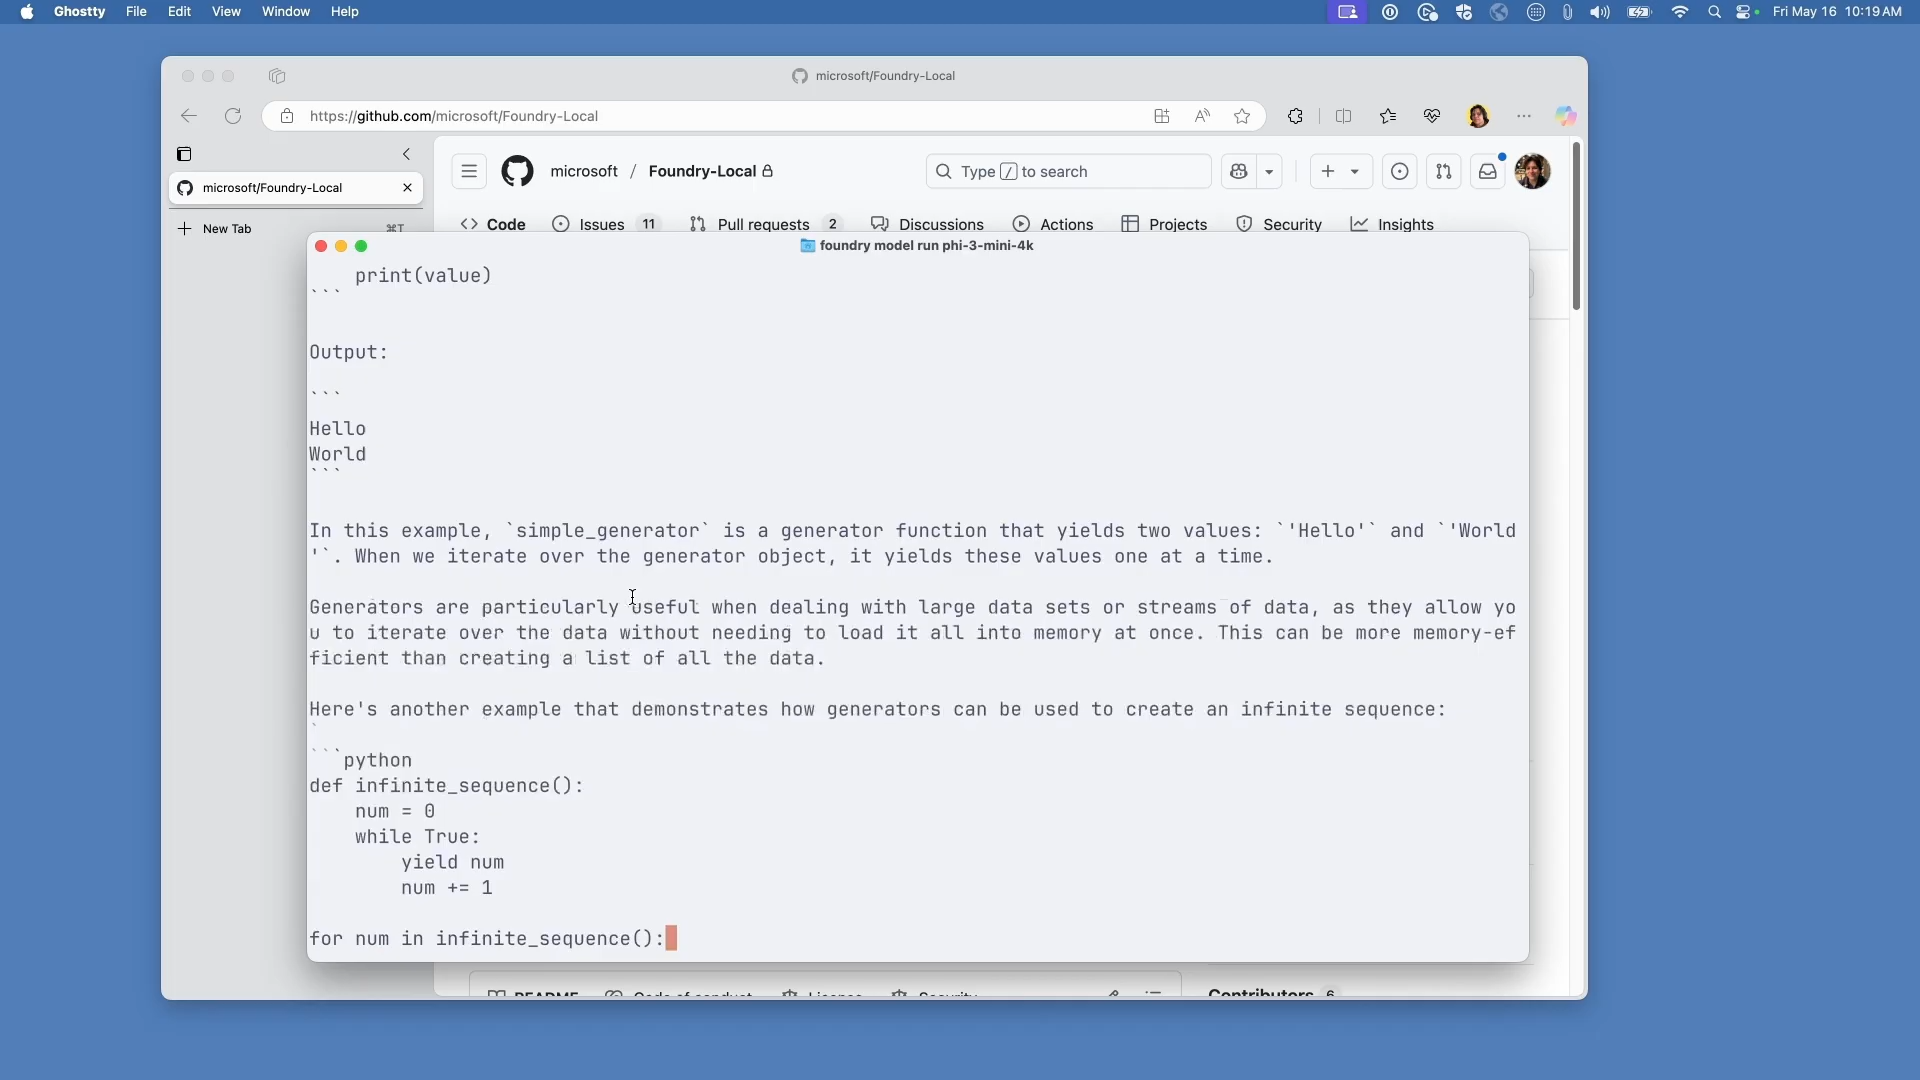 Ghostty File Edit View Window Help
Fri May 16 10:19 AM
microsoft/Foundry-Local
https://github.com/microsoft/Foundry-Local
microsoft/Foundry-Local
New Tab ⌘T
microsoft / Foundry-Local
Type / to search
Code Issues 11 Pull requests 2 Discussions Actions Projects Security Insights
foundry model run phi-3-mini-4k
    print(value)
```
Output:
```
Hello
World
```
In this example, `simple_generator` is a generator function that yields two values: `'Hello'` and `'World
'`. When we iterate over the generator object, it yields these values one at a time.
Generators are particularly useful when dealing with large data sets or streams of data, as they allow yo
u to iterate over the data without needing to load it all into memory at once. This can be more memory-ef
ficient than creating a list of all the data.
Here's another example that demonstrates how generators can be used to create an infinite sequence:
```python
def infinite_sequence():
    num = 0
    while True:
        yield num
        num += 1
for num in infinite_sequence():
README Code of conduct License Security
Contributors 6